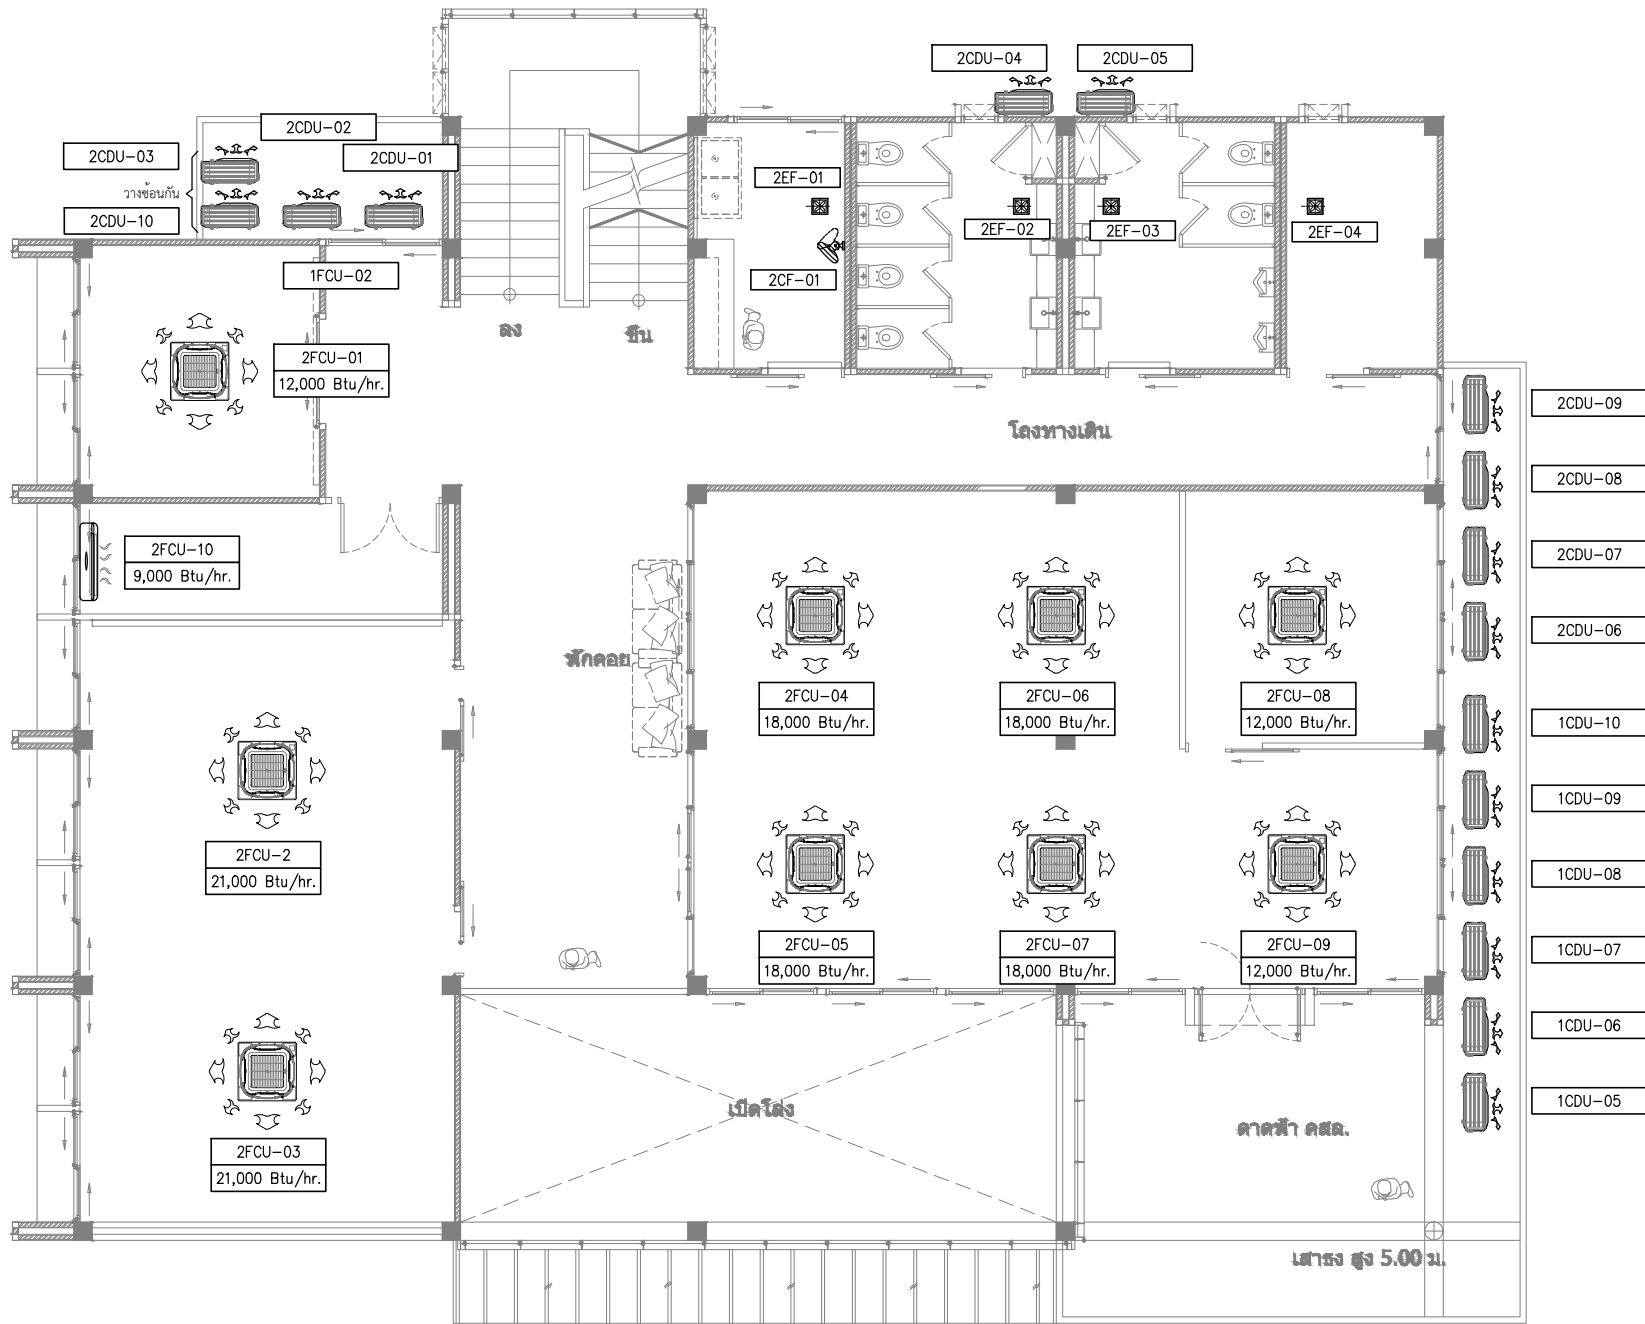 2CDU-04
2CDU-05
2CDU-02
2CDU-03
2CDU-01
วางซ้อนกัน
2CDU-10
2EF-01
2EF-02
2EF-03
2EF-04
2CF-01
1FCU-02
ลง
ขึ้น
2FCU-01
12,000 Btu/hr.
โถงทางเดิน
2CDU-09
2CDU-08
2CDU-07
2CDU-06
1CDU-10
1CDU-09
1CDU-08
1CDU-07
1CDU-06
1CDU-05
2FCU-10
9,000 Btu/hr.
พักคอย
2FCU-04
18,000 Btu/hr.
2FCU-06
18,000 Btu/hr.
2FCU-08
12,000 Btu/hr.
2FCU-2
21,000 Btu/hr.
2FCU-05
18,000 Btu/hr.
2FCU-07
18,000 Btu/hr.
2FCU-09
12,000 Btu/hr.
2FCU-03
21,000 Btu/hr.
เปิดโล่ง
ดาดฟ้า คสล.
เสาธง สูง 5.00 ม.